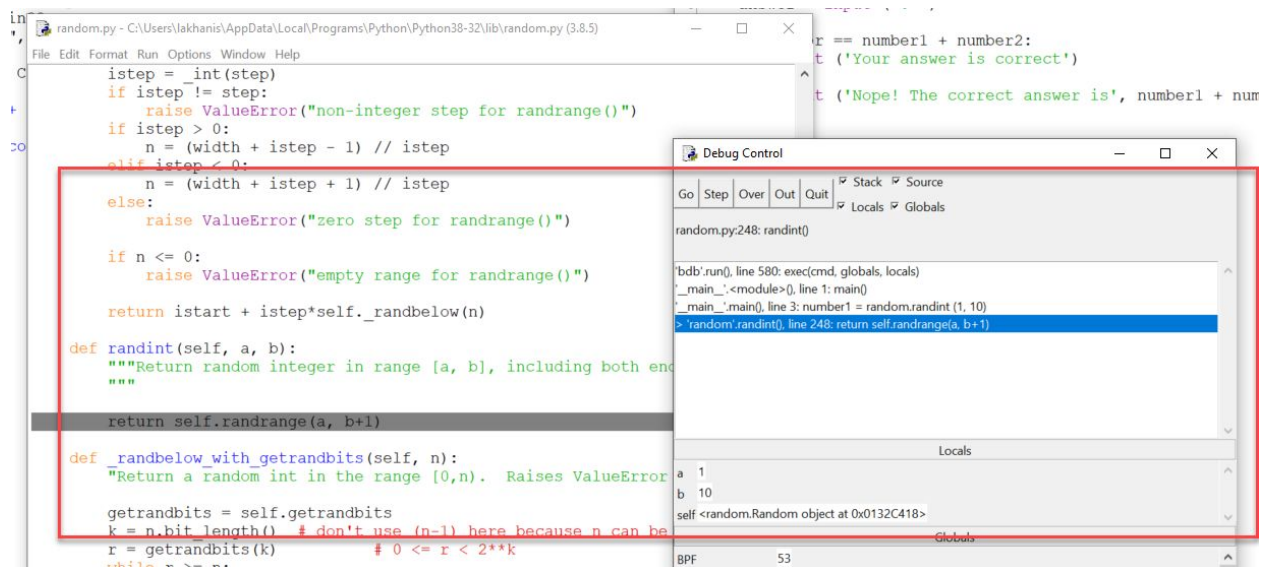 random.py - C:\Users\lakhanis\AppData\Local\Programs\Python\Python38-32\lib\random.py (3.8.5)
File Edit Format Run Options Window Help
istep = _int(step)
if istep != step:
raise ValueError("non-integer step for randrange()")
if istep > 0:
n = (width + istep - 1) // istep
elif istep < 0:
n = (width + istep + 1) // istep
else:
raise ValueError("zero step for randrange()")
if n <= 0:
raise ValueError("empty range for randrange()")
return istart + istep*self._randbelow(n)
def randint(self, a, b):
"""Return random integer in range [a, b], including both end
"""
return self.randrange(a, b+1)
def _randbelow_with_getrandbits(self, n):
"Return a random int in the range [0,n).  Raises ValueError
getrandbits = self.getrandbits
k = n.bit_length()  # don't use (n-1) here because n can be
r = getrandbits(k)          # 0 <= r < 2**k
while r >= n:
r == number1 + number2:
t ('Your answer is correct')
t ('Nope! The correct answer is', number1 + num
Debug Control
Go Step Over Out Quit Stack Source
Locals Globals
random.py:248: randint()
'bdb'.run(), line 580: exec(cmd, globals, locals)
'__main__'.<module>(), line 1: main()
'__main__'.main(), line 3: number1 = random.randint (1, 10)
> 'random'.randint(), line 248: return self.randrange(a, b+1)
Locals
a 1
b 10
self <random.Random object at 0x0132C418>
Globals
BPF 53